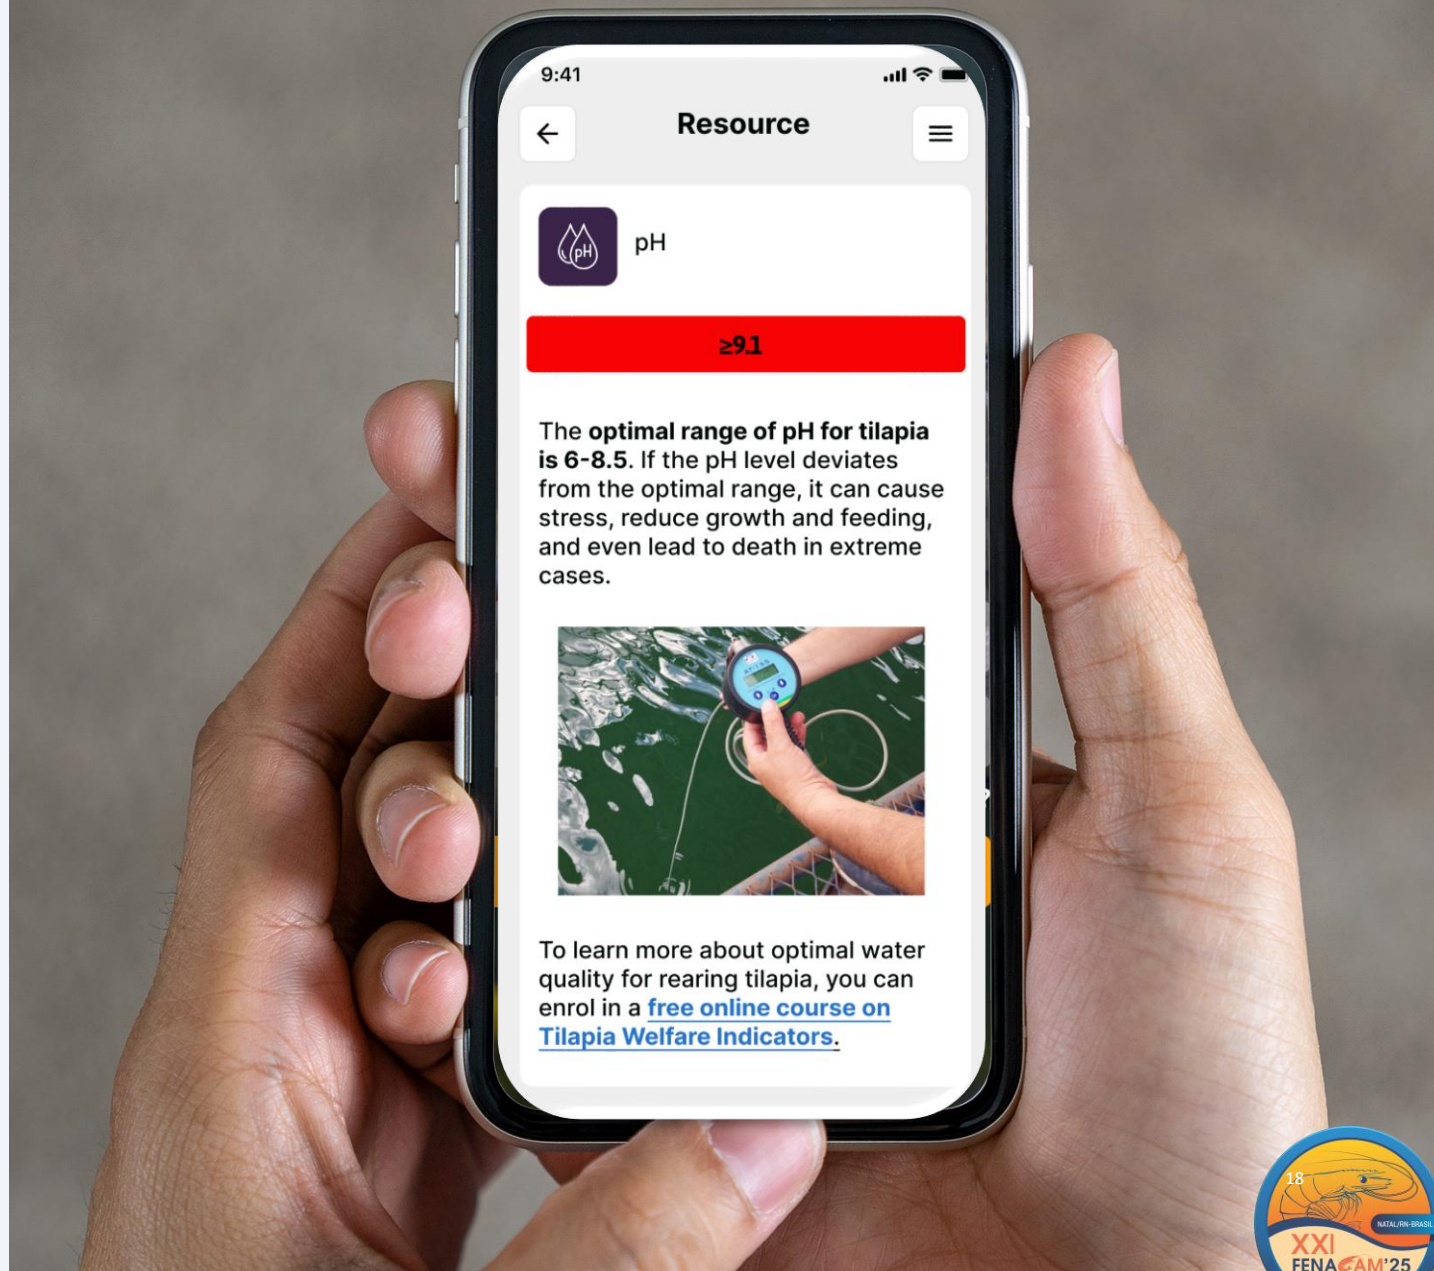 9:41
Resource
pH
pH
≥9.1
The optimal range of pH for tilapia
is 6-8.5. If the pH level deviates
from the optimal range, it can cause
stress, reduce growth and feeding,
and even lead to death in extreme
cases.
To learn more about optimal water
quality for rearing tilapia, you can
enrol in a free online course on
Tilapia Welfare Indicators.
18
NATAL/RN-BRASIL
XXI
FENACAM'25